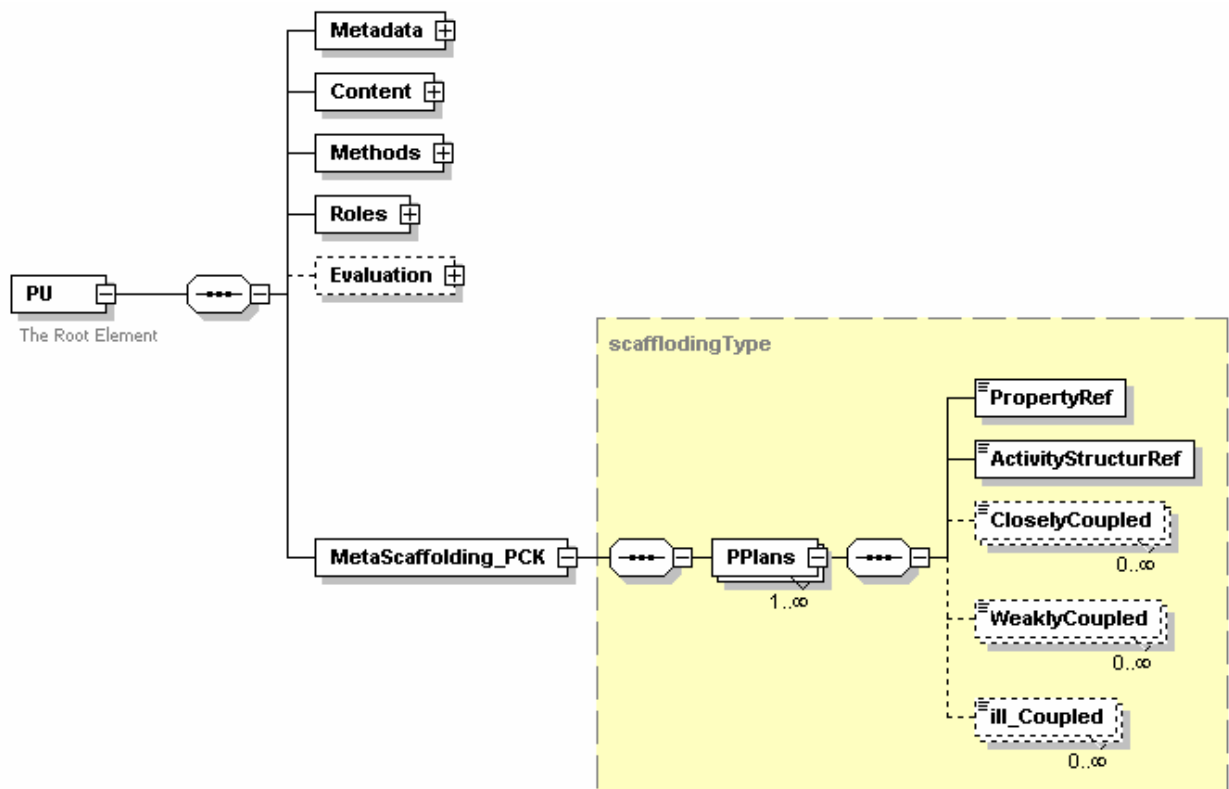 Metadata
Content
Methods
Roles
Evaluation
PU
The Root Element
scafflodingType
PropertyRef
ActivityStructurRef
CloselyCoupled
0..∞
MetaScaffolding_PCK
PPlans
1..∞
WeaklyCoupled
0..∞
ill_Coupled
0..∞